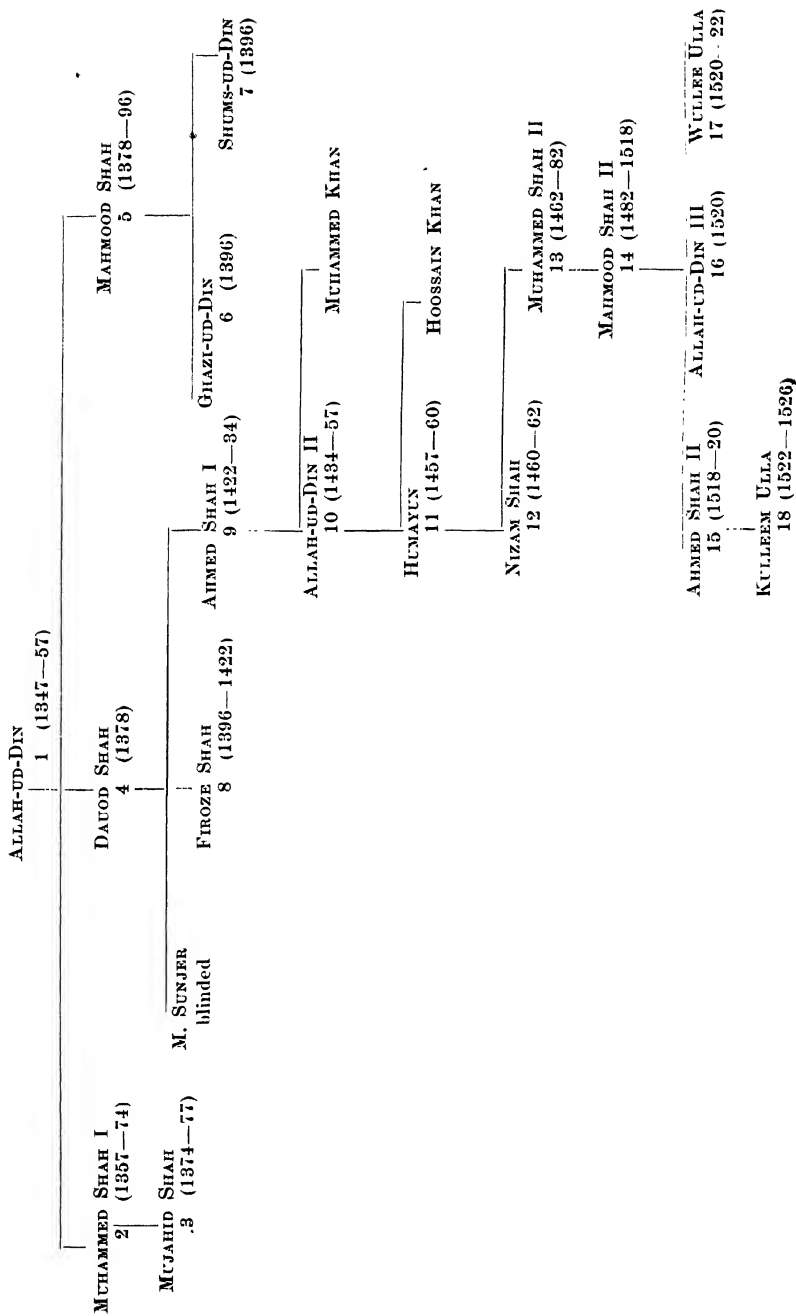 ALLAH-UD-DIN
1 (1347—57)
MUHAMMED SHAH I
2 (1357—74)
DAUOD SHAH
4 (1378)
MAHMOOD SHAH
5 (1378—96)
MUJAHID SHAH
3 (1374—77)
M. SUNJER
blinded
FIROZE SHAH
8 (1396—1422)
AHMED SHAH I
9 (1422—34)
GHAZI-UD-DIN
6 (1396)
SHUMS-UD-DIN
7 (1396)
ALLAH-UD-DIN II
10 (1434—57)
MUHAMMED KHAN
HUMAYUN
11 (1457—60)
HOOSSAIN KHAN
NIZAM SHAH
12 (1460—62)
MUHAMMED SHAH II
13 (1462—82)
MAHMOOD SHAH II
14 (1482—1518)
AHMED SHAH II
15 (1518—20)
ALLAH-UD-DIN III
16 (1520)
WULLEE ULLA
17 (1520—22)
KULLEEM ULLA
18 (1522—1526)